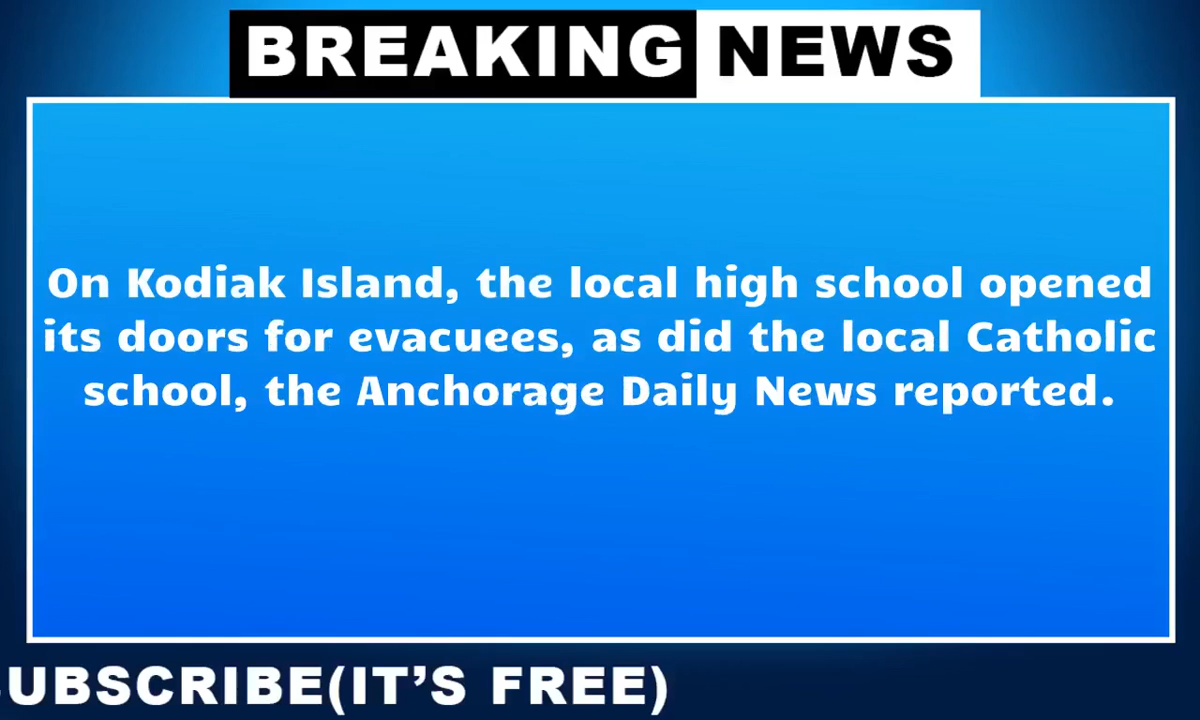 BREAKING NEWS
On Kodiak Island, the local high school opened
its doors for evacuees, as did the local Catholic
school, the Anchorage Daily News reported.
SUBSCRIBE(IT'S FREE)